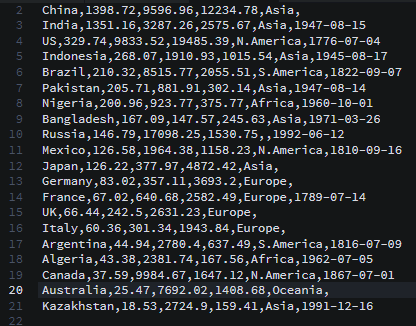 2 China,1398.72,9596.96,12234.78,Asia,
3 India,1351.16,3287.26,2575.67,Asia,1947-08-15
4 US,329.74,9833.52,19485.39,N.America,1776-07-04
5 Indonesia,268.07,1910.93,1015.54,Asia,1945-08-17
6 Brazil,210.32,8515.77,2055.51,S.America,1822-09-07
7 Pakistan,205.71,881.91,302.14,Asia,1947-08-14
8 Nigeria,200.96,923.77,375.77,Africa,1960-10-01
9 Bangladesh,167.09,147.57,245.63,Asia,1971-03-26
10 Russia,146.79,17098.25,1530.75,,1992-06-12
11 Mexico,126.58,1964.38,1158.23,N.America,1810-09-16
12 Japan,126.22,377.97,4872.42,Asia,
13 Germany,83.02,357.11,3693.2,Europe,
14 France,67.02,640.68,2582.49,Europe,1789-07-14
15 UK,66.44,242.5,2631.23,Europe,
16 Italy,60.36,301.34,1943.84,Europe,
17 Argentina,44.94,2780.4,637.49,S.America,1816-07-09
18 Algeria,43.38,2381.74,167.56,Africa,1962-07-05
19 Canada,37.59,9984.67,1647.12,N.America,1867-07-01
20 Australia,25.47,7692.02,1408.68,Oceania,
21 Kazakhstan,18.53,2724.9,159.41,Asia,1991-12-16
22